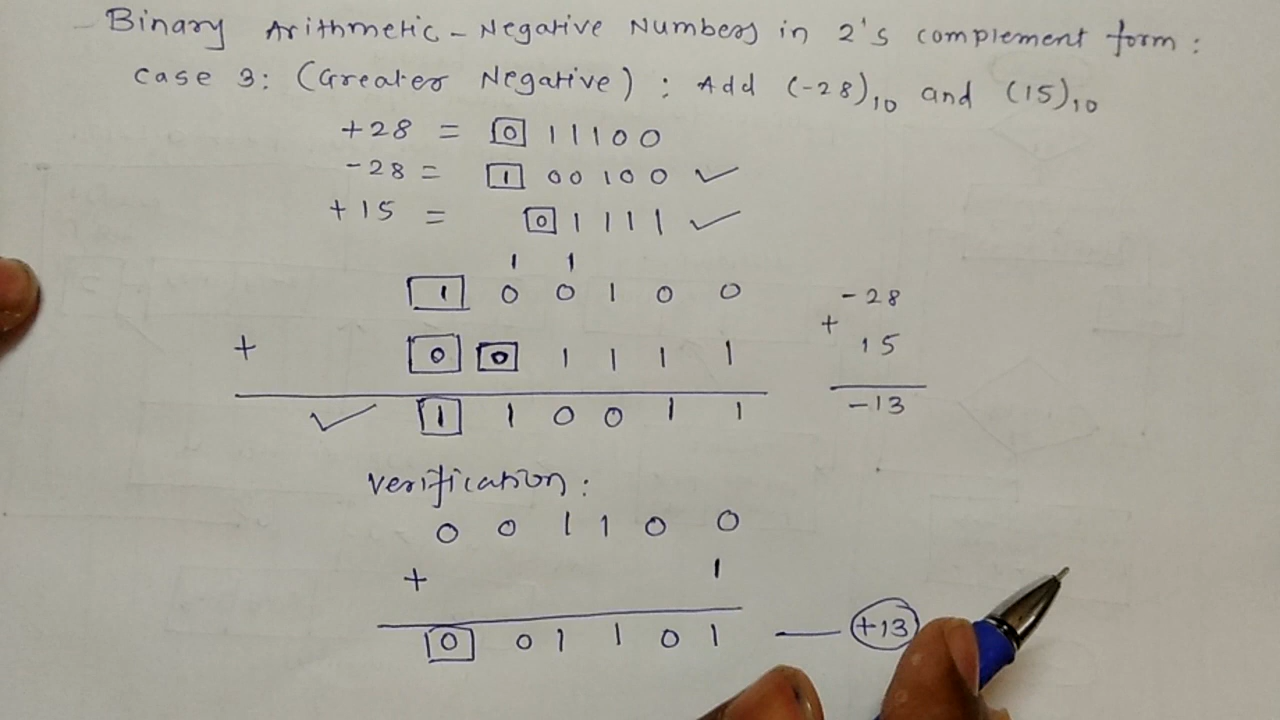 Binary Arithmetic - Negative Numbers in 2's complement form :
case 3: (Greater Negative) : Add (-28)10 and (15)10
+28 = 0 11100
-28 = 1 00100 ✓
+15 = 0 1111 ✓
1 1
1 0 0 1 0 0 -28
+ 0 0 1 1 1 1 + 15
✓ 1 1 0 0 1 1 -13
verification :
0 0 1 1 0 0
+ 1
0 0 1 1 0 1 — +13